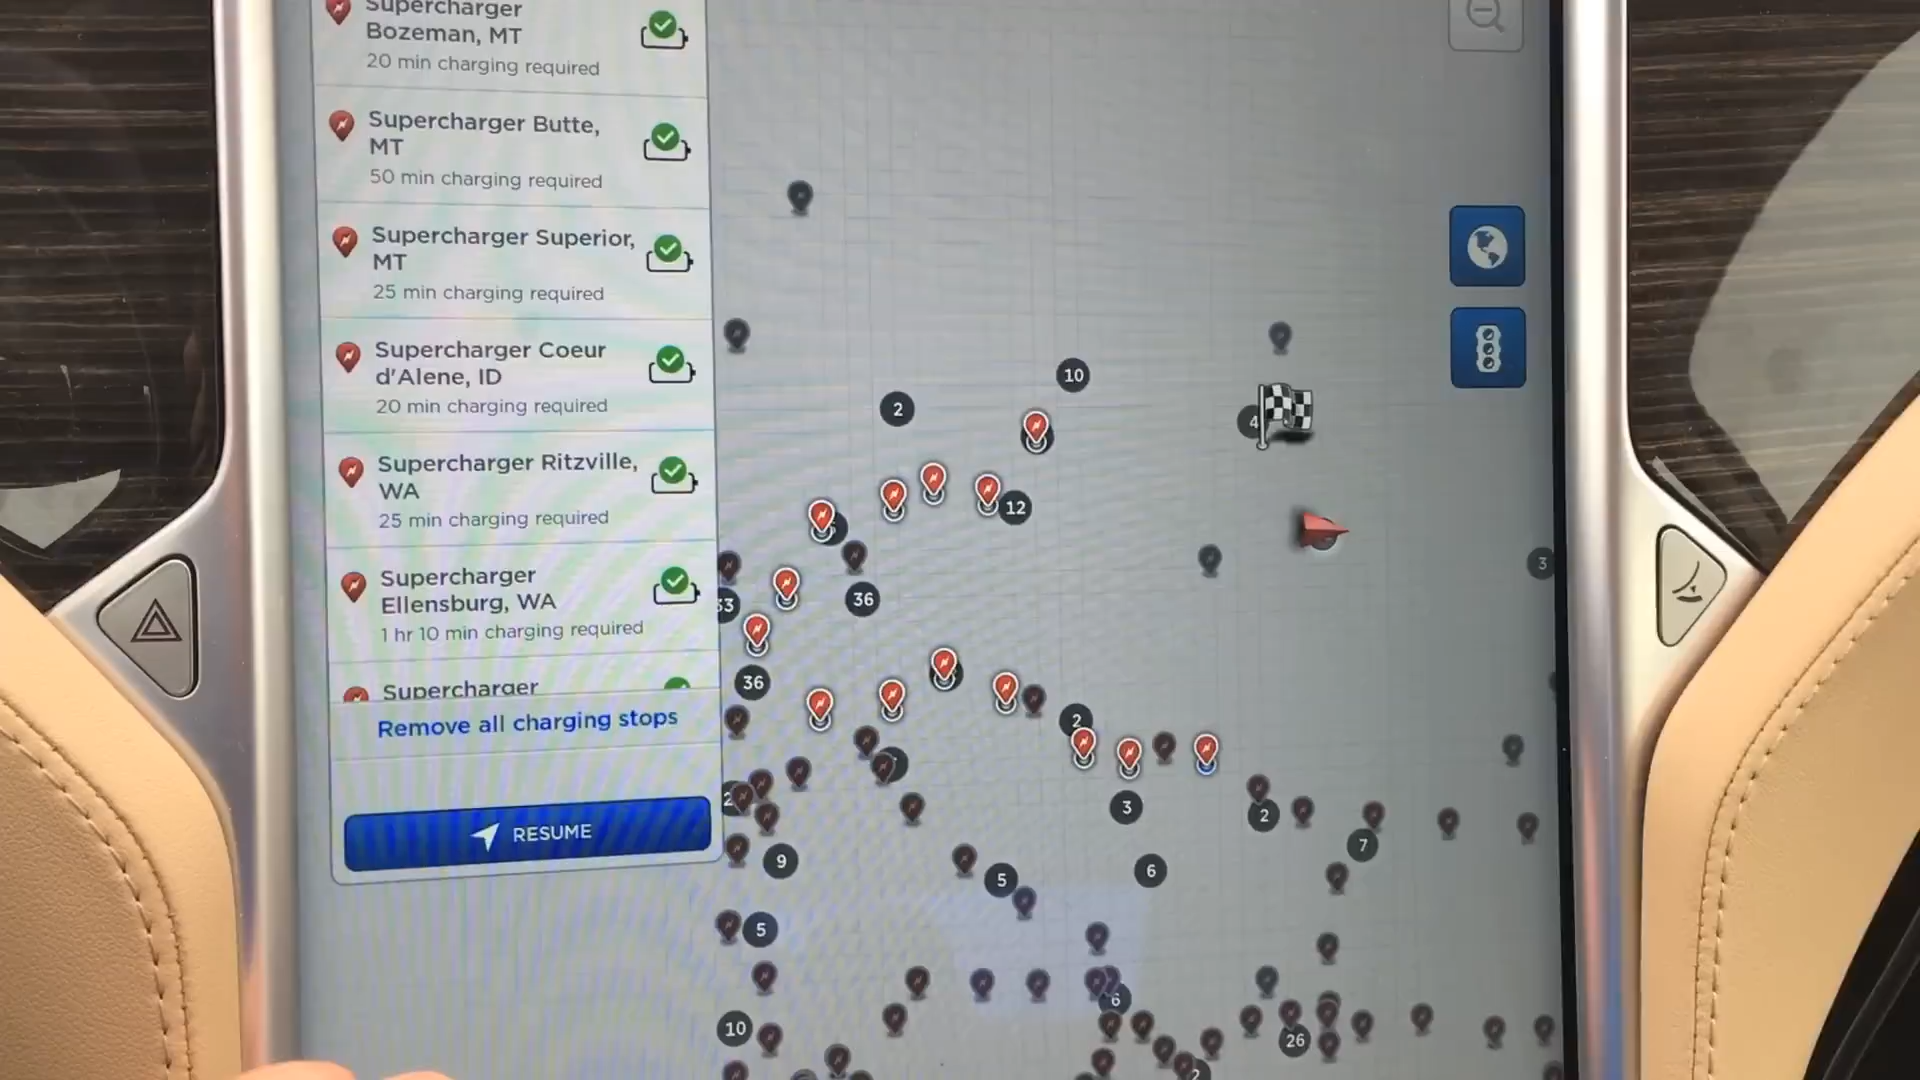 Supercharger
Bozeman, MT
20 min charging required
Supercharger Butte,
MT
50 min charging required
Supercharger Superior,
MT
25 min charging required
Supercharger Coeur
d'Alene, ID
20 min charging required
Supercharger Ritzville,
WA
25 min charging required
Supercharger
Ellensburg, WA
1 hr 10 min charging required
Supercharger
Remove all charging stops
RESUME
10
2
4
12
3
33
36
36
2
3
2
7
9
5
6
5
6
10
26
2